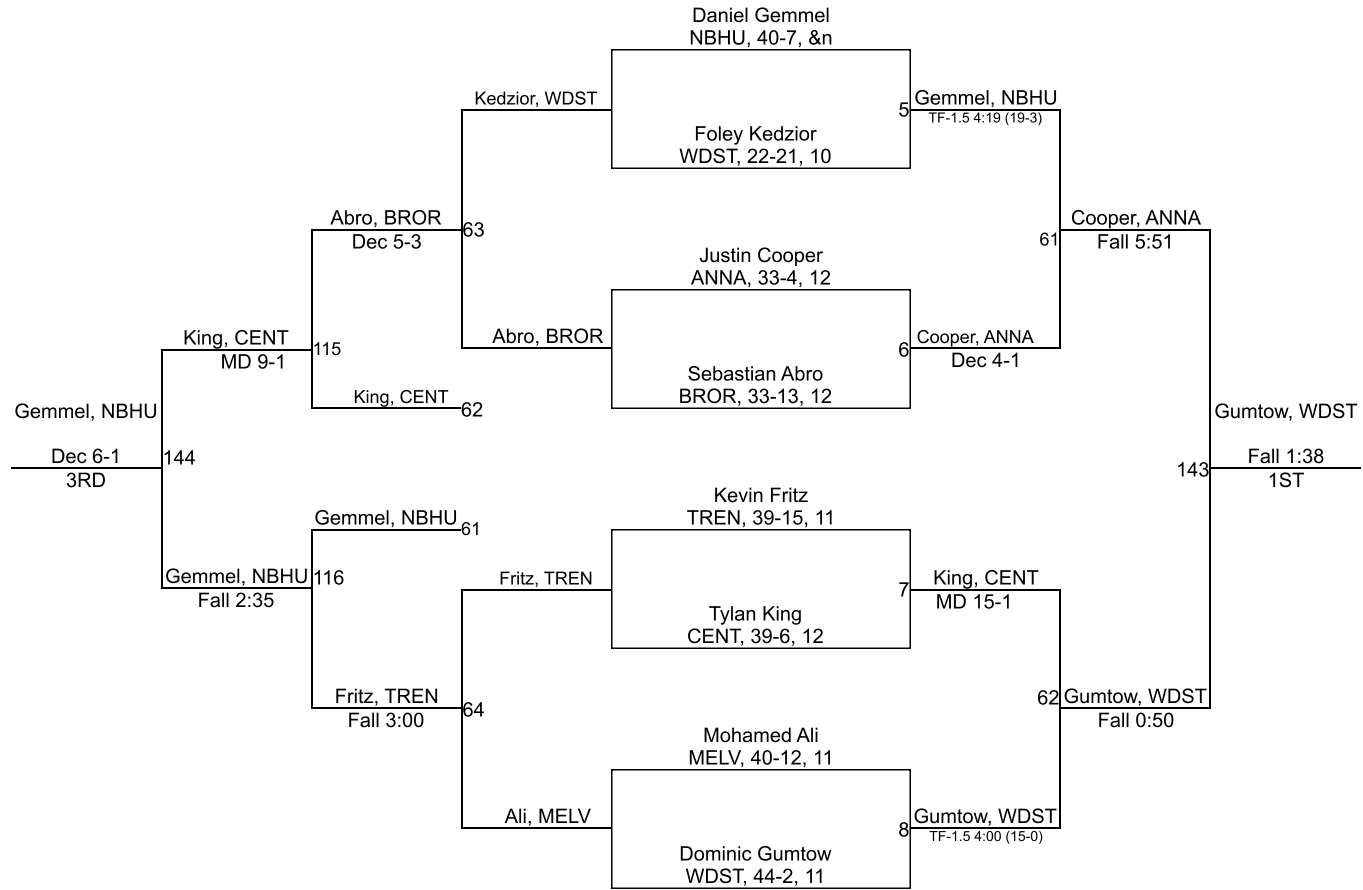 Daniel Gemmel
NBHU, 40-7, &n
Kedzior, WDST
5
Gemmel, NBHU
TF-1.5 4:19 (19-3)
Foley Kedzior
WDST, 22-21, 10
Abro, BROR
Dec 5-3
63
61
Cooper, ANNA
Fall 5:51
Justin Cooper
ANNA, 33-4, 12
King, CENT
MD 9-1
115
Abro, BROR
6
Cooper, ANNA
Dec 4-1
Sebastian Abro
BROR, 33-13, 12
King, CENT
62
Gemmel, NBHU
Dec 6-1
3RD
144
Gumtow, WDST
143
Fall 1:38
1ST
Kevin Fritz
TREN, 39-15, 11
Gemmel, NBHU
61
Gemmel, NBHU
Fall 2:35
116
Fritz, TREN
7
King, CENT
MD 15-1
Tylan King
CENT, 39-6, 12
Fritz, TREN
Fall 3:00
64
62
Gumtow, WDST
Fall 0:50
Mohamed Ali
MELV, 40-12, 11
Ali, MELV
8
Gumtow, WDST
TF-1.5 4:00 (15-0)
Dominic Gumtow
WDST, 44-2, 11